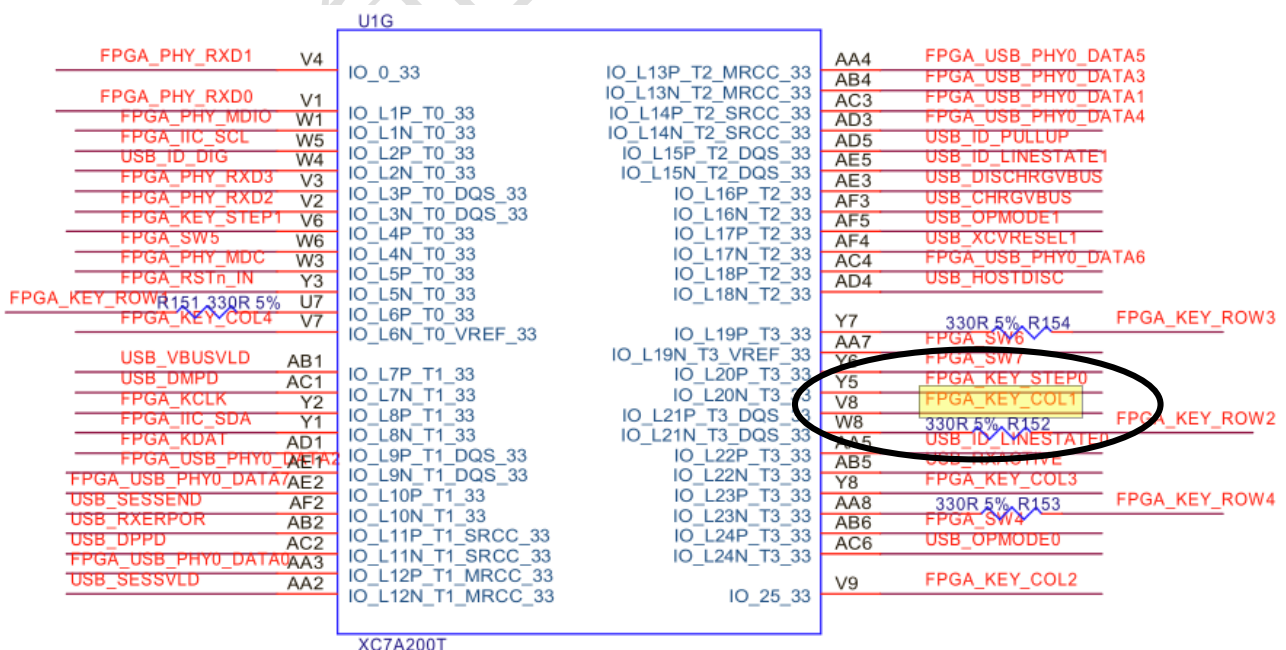 U1G
FPGA_PHY_RXD1 V4 IO_0_33
FPGA_PHY_RXD0 V1 IO_L1P_T0_33
FPGA_PHY_MDIO W1 IO_L1N_T0_33
FPGA_IIC_SCL W5 IO_L2P_T0_33
USB_ID_DIG W4 IO_L2N_T0_33
FPGA_PHY_RXD3 V3 IO_L3P_T0_DQS_33
FPGA_PHY_RXD2 V2 IO_L3N_T0_DQS_33
FPGA_KEY_STEP1 V6 IO_L4P_T0_33
FPGA_SW5 W6 IO_L4N_T0_33
FPGA_PHY_MDC W3 IO_L5P_T0_33
FPGA_RSTn_IN Y3 IO_L5N_T0_33
FPGA_KEY_ROW1 R151 330R 5% U7 IO_L6P_T0_33
FPGA_KEY_COL4 V7 IO_L6N_T0_VREF_33
USB_VBUSVLD AB1 IO_L7P_T1_33
USB_DMPD AC1 IO_L7N_T1_33
FPGA_KCLK Y2 IO_L8P_T1_33
FPGA_IIC_SDA Y1 IO_L8N_T1_33
FPGA_KDAT AD1 IO_L9P_T1_DQS_33
FPGA_USB_PHY0_DATA2 AE1 IO_L9N_T1_DQS_33
FPGA_USB_PHY0_DATA7 AE2 IO_L10P_T1_33
USB_SESSEND AF2 IO_L10N_T1_33
USB_RXERPOR AB2 IO_L11P_T1_SRCC_33
USB_DPPD AC2 IO_L11N_T1_SRCC_33
FPGA_USB_PHY0_DATA0 AA3 IO_L12P_T1_MRCC_33
USB_SESSVLD AA2 IO_L12N_T1_MRCC_33
IO_L13P_T2_MRCC_33 AA4 FPGA_USB_PHY0_DATA5
IO_L13N_T2_MRCC_33 AB4 FPGA_USB_PHY0_DATA3
IO_L14P_T2_SRCC_33 AC3 FPGA_USB_PHY0_DATA1
IO_L14N_T2_SRCC_33 AD3 FPGA_USB_PHY0_DATA4
IO_L15P_T2_DQS_33 AD5 USB_ID_PULLUP
IO_L15N_T2_DQS_33 AE5 USB_ID_LINESTATE1
IO_L16P_T2_33 AE3 USB_DISCHRGVBUS
IO_L16N_T2_33 AF3 USB_CHRGVBUS
IO_L17P_T2_33 AF5 USB_OPMODE1
IO_L17N_T2_33 AF4 USB_XCVRESEL1
IO_L18P_T2_33 AC4 FPGA_USB_PHY0_DATA6
IO_L18N_T2_33 AD4 USB_HOSTDISC
IO_L19P_T3_33 Y7 330R 5% R154 FPGA_KEY_ROW3
IO_L19N_T3_VREF_33 AA7 FPGA_SW6
IO_L20P_T3_33 Y6 FPGA_SW7
IO_L20N_T3_33 Y5 FPGA_KEY_STEP0
IO_L21P_T3_DQS_33 V8 FPGA_KEY_COL1
IO_L21N_T3_DQS_33 W8 330R 5% R152 FPGA_KEY_ROW2
IO_L22P_T3_33 AA5 USB_ID_LINESTATE0
IO_L22N_T3_33 AB5 USB_RXACTIVE
IO_L23P_T3_33 Y8 FPGA_KEY_COL3
IO_L23N_T3_33 AA8 330R 5% R153 FPGA_KEY_ROW4
IO_L24P_T3_33 AB6 FPGA_SW4
IO_L24N_T3_33 AC6 USB_OPMODE0
IO_25_33 V9 FPGA_KEY_COL2
XC7A200T